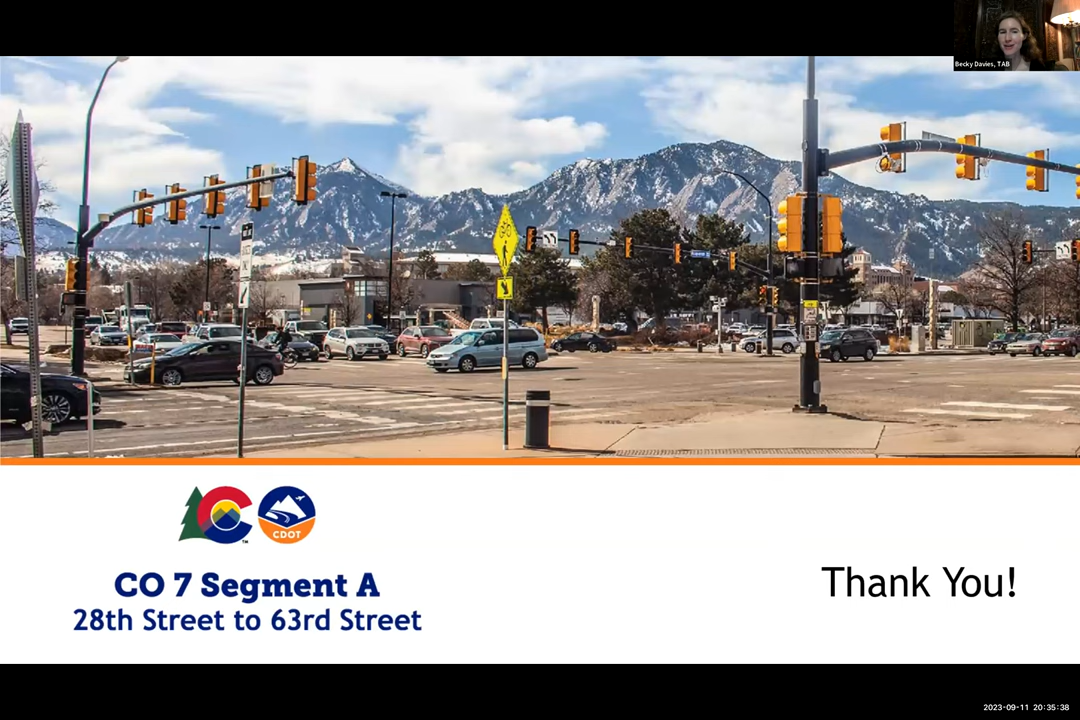 Becky Davies, TAB
CDOT
CO 7 Segment A
28th Street to 63rd Street
Thank You!
2023-09-11 20:35:38